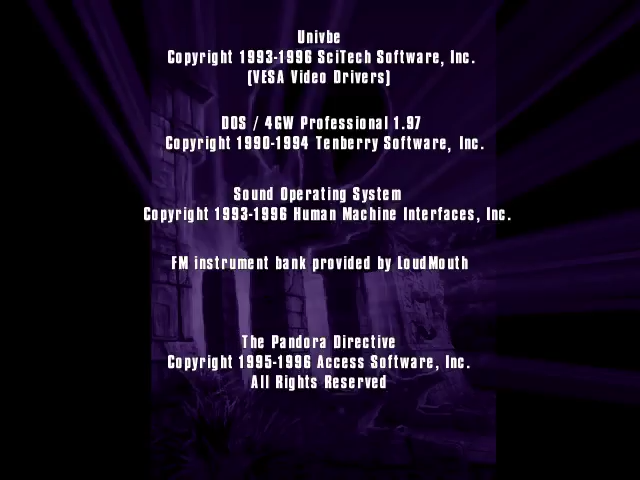 Univbe
Copyright 1993-1996 SciTech Software, Inc.
(VESA Video Drivers)
DOS / 4GW Professional 1.97
Copyright 1990-1994 Tenberry Software, Inc.
Sound Operating System
Copyright 1993-1996 Human Machine Interfaces, Inc.
FM instrument bank provided by LoudMouth
The Pandora Directive
Copyright 1995-1996 Access Software, Inc.
All Rights Reserved